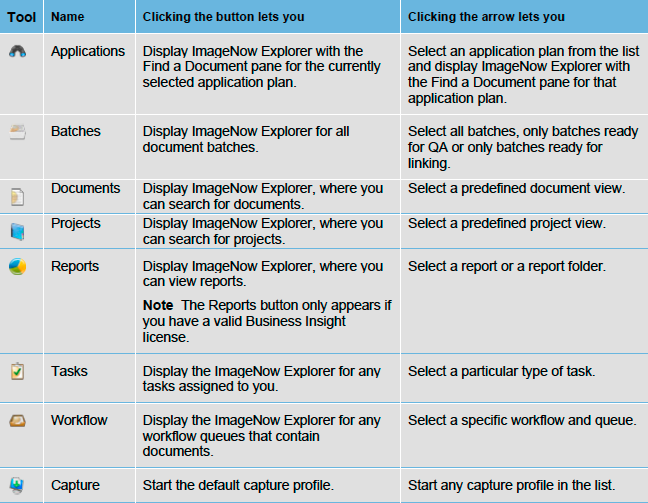 Tool Name Clicking the button lets you Clicking the arrow lets you
Applications
Display ImageNow Explorer with the
Find a Document pane for the currently
selected application plan.
Select an application plan from the list
and display ImageNow Explorer with
the Find a Document pane for that
application plan.
Batches
Display ImageNow Explorer for all
document batches.
Select all batches, only batches ready
for QA or only batches ready for
linking.
Documents
Display ImageNow Explorer, where you
can search for documents.
Select a predefined document view.
Projects
Display ImageNow Explorer, where you
can search for projects.
Select a predefined project view.
Reports
Display ImageNow Explorer, where you
can view reports.
Note The Reports button only appears if
you have a valid Business Insight
license.
Select a report or a report folder.
Tasks
Display the ImageNow Explorer for any
tasks assigned to you.
Select a particular type of task.
Workflow
Display the ImageNow Explorer for any
workflow queues that contain
documents.
Select a specific workflow and queue.
Capture
Start the default capture profile.
Start any capture profile in the list.